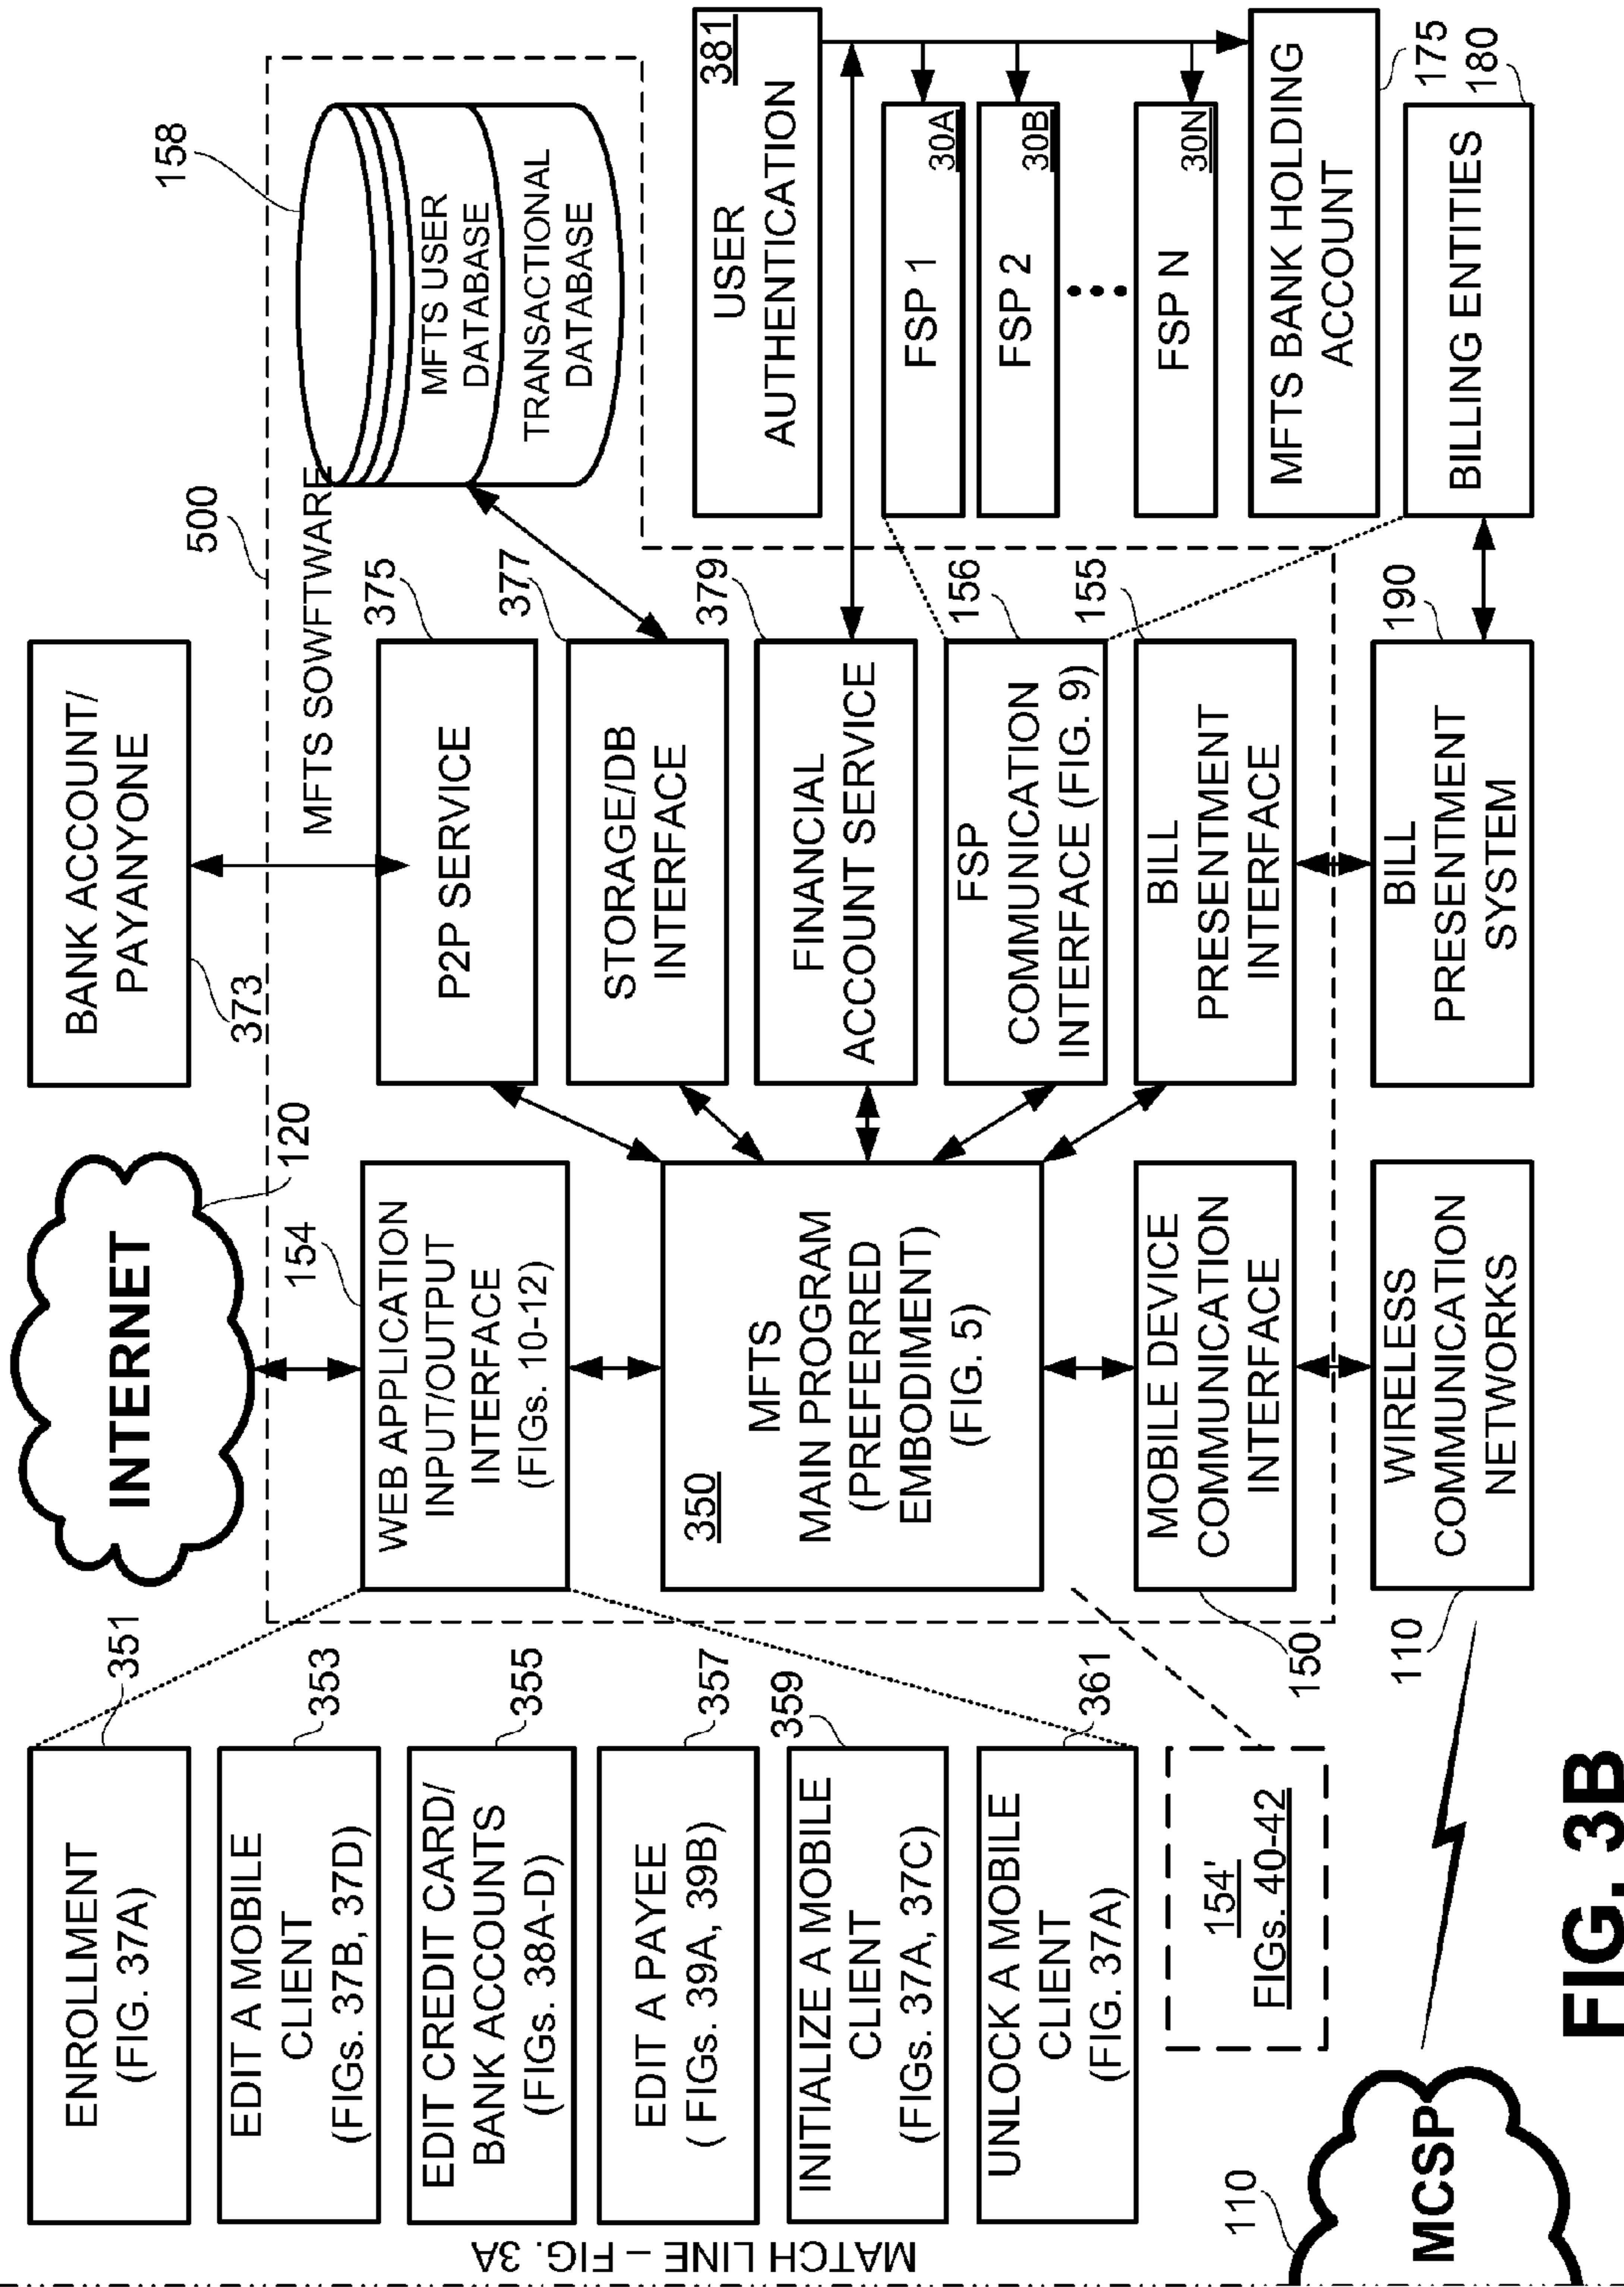 MATCH LINE – FIG. 3A
ENROLLMENT
(FIG. 37A)
351
EDIT A MOBILE
CLIENT
(FIGs. 37B, 37D)
353
EDIT CREDIT CARD/
BANK ACCOUNTS
(FIGs. 38A-D)
355
EDIT A PAYEE
( FIGs. 39A, 39B)
357
INITIALIZE A MOBILE
CLIENT
(FIGs. 37A, 37C)
359
UNLOCK A MOBILE
CLIENT
(FIG. 37A)
361
154'
FIGs. 40-42
MCSP
110
INTERNET
120
154
WEB APPLICATION
INPUT/OUTPUT
INTERFACE
(FIGs. 10-12)
350
MFTS
MAIN PROGRAM
(PREFERRED
EMBODIMENT)
(FIG. 5)
MOBILE DEVICE
COMMUNICATION
INTERFACE
150
WIRELESS
COMMUNICATION
NETWORKS
110
BANK ACCOUNT/
PAYANYONE
373
MFTS SOWFTWARE
500
P2P SERVICE
375
STORAGE/DB
INTERFACE
377
FINANCIAL
ACCOUNT SERVICE
379
FSP
COMMUNICATION
INTERFACE (FIG. 9)
156
BILL
PRESENTMENT
INTERFACE
155
BILL
PRESENTMENT
SYSTEM
190
158
MFTS USER
DATABASE
TRANSACTIONAL
DATABASE
USER
AUTHENTICATION
381
FSP 1
30A
FSP 2
30B
FSP N
30N
MFTS BANK HOLDING
ACCOUNT
175
BILLING ENTITIES
180
FIG. 3B